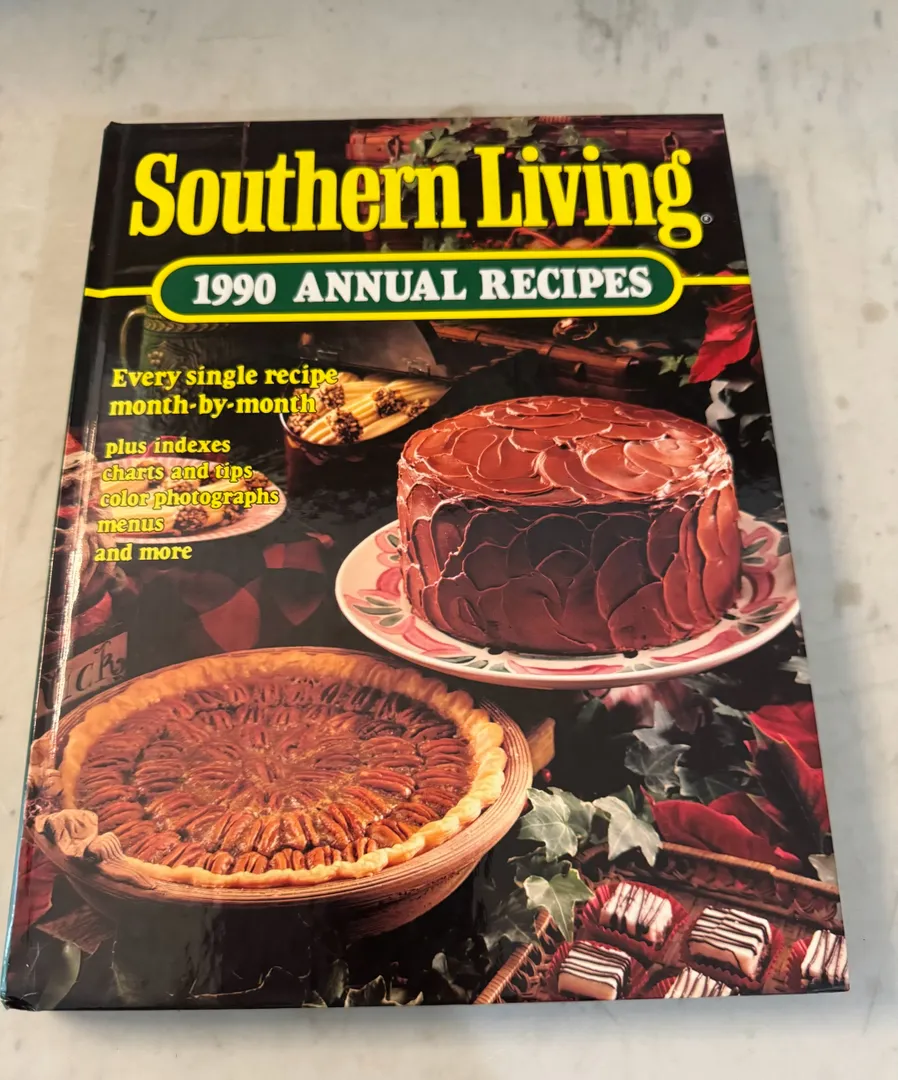 Southern Living®
1990 ANNUAL RECIPES
Every single recipe
month-by-month
plus indexes
charts and tips
color photographs
menus
and more